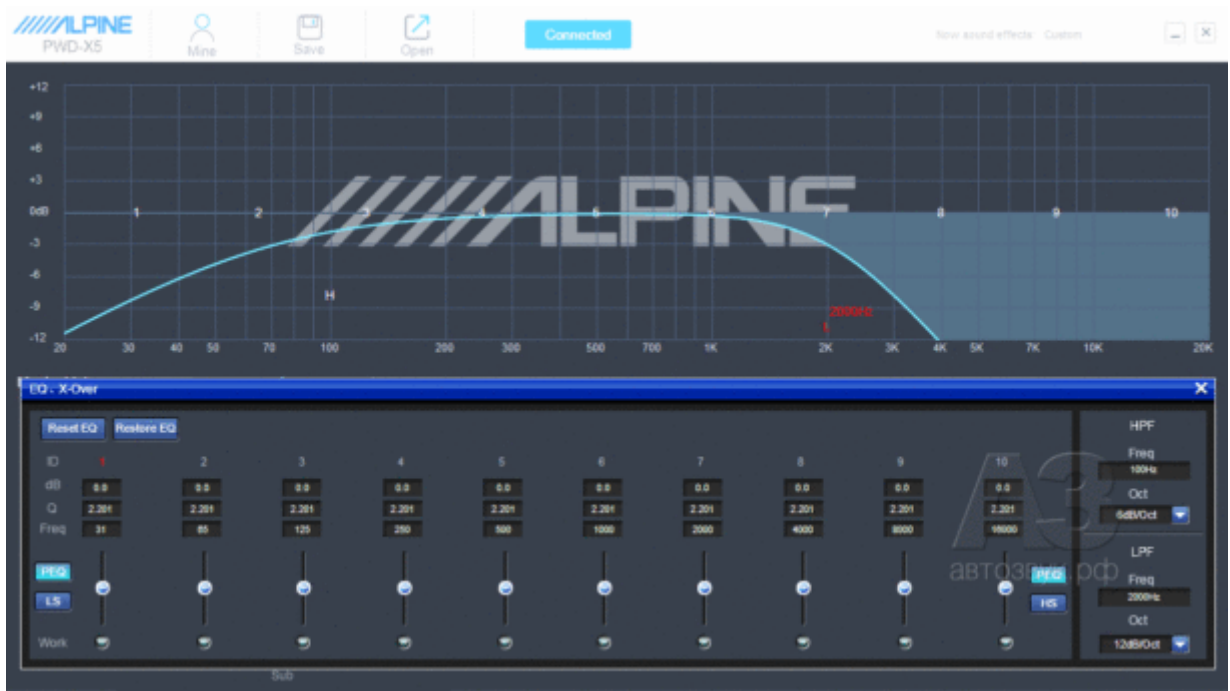 ALPINE
PWD-X5
Mine
Save
Open
Connected
Now sound effects Custom
+12
+9
+6
+3
0dB
-3
-6
-9
-12
ALPINE
1 2 3 4 5 6 7 8 9 10
H
2000Hz
20 30 40 50 70 100 200 300 500 700 1K 2K 3K 4K 5K 7K 10K 20K
EQ - X-Over
Reset EQ Restore EQ
ID 1 2 3 4 5 6 7 8 9 10
dB 0.0 0.0 0.0 0.0 0.0 0.0 0.0 0.0 0.0 0.0
Q 2.201 2.201 2.201 2.201 2.201 2.201 2.201 2.201 2.201 2.201
Freq 31 65 125 250 500 1000 2000 4000 8000 16000
PEQ
LS
PEQ
HS
Work
HPF
Freq
100Hz
Oct
6dB/Oct
LPF
Freq
2000Hz
Oct
12dB/Oct
АЗ
автозвук.рф
Sub